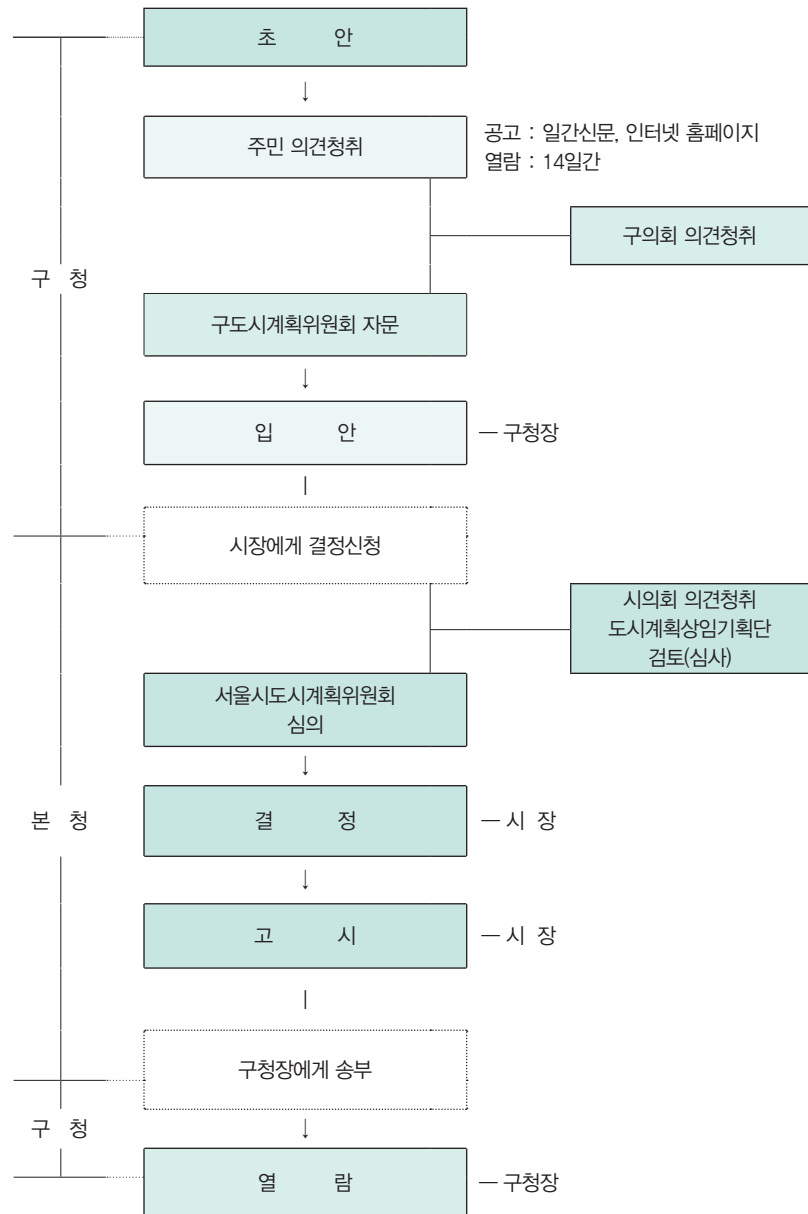 초 안
주민 의견청취
공고 : 일간신문, 인터넷 홈페이지
열람 : 14일간
구의회 의견청취
구 청
구도시계획위원회 자문
입 안
― 구청장
시장에게 결정신청
시의회 의견청취
도시계획상임기획단
검토(심사)
서울시도시계획위원회
심의
본 청
결 정
― 시 장
고 시
― 시 장
구청장에게 송부
구 청
열 람
― 구청장